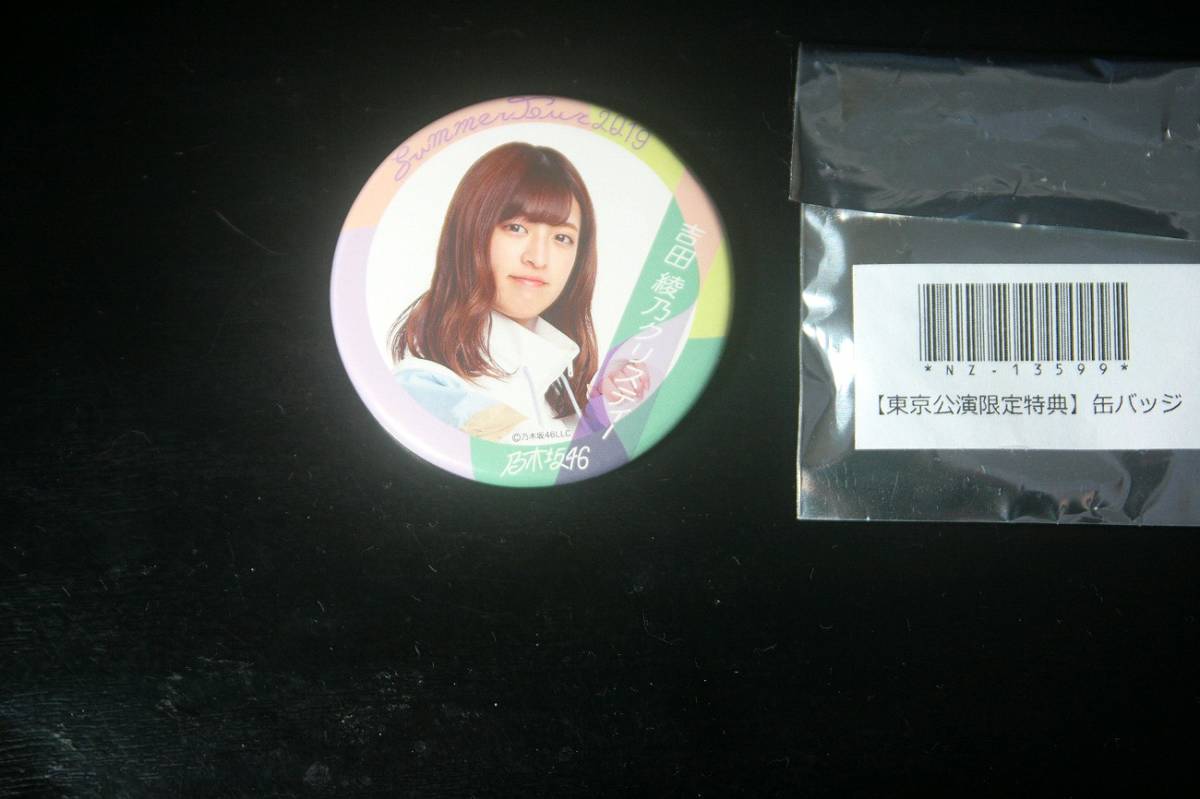 SummerTour2019
吉田 綾乃クリスティー
©乃木坂46LLC
乃木坂46
*NZ-13599*
【東京公演限定特典】缶バッジ